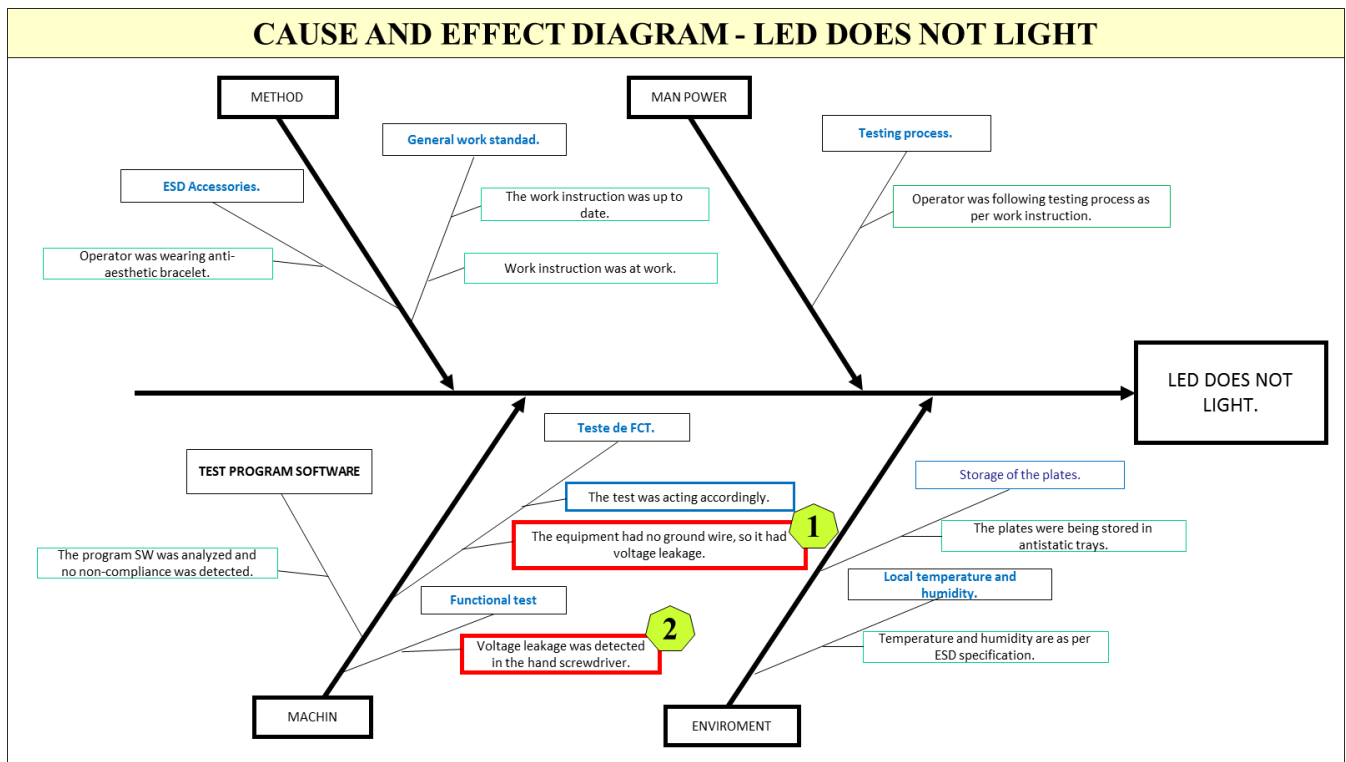 CAUSE AND EFFECT DIAGRAM - LED DOES NOT LIGHT
METHOD
MAN POWER
General work standad.
Testing process.
ESD Accessories.
The work instruction was up to
date.
Operator was following testing process as
per work instruction.
Operator was wearing anti-
aesthetic bracelet.
Work instruction was at work.
LED DOES NOT
LIGHT.
Teste de FCT.
TEST PROGRAM SOFTWARE
Storage of the plates.
The test was acting accordingly.
1
The equipment had no ground wire, so it had
voltage leakage.
The plates were being stored in
antistatic trays.
The program SW was analyzed and
no non-compliance was detected.
Local temperature and
humidity.
Functional test
2
Voltage leakage was detected
in the hand screwdriver.
Temperature and humidity are as per
ESD specification.
MACHIN
ENVIROMENT